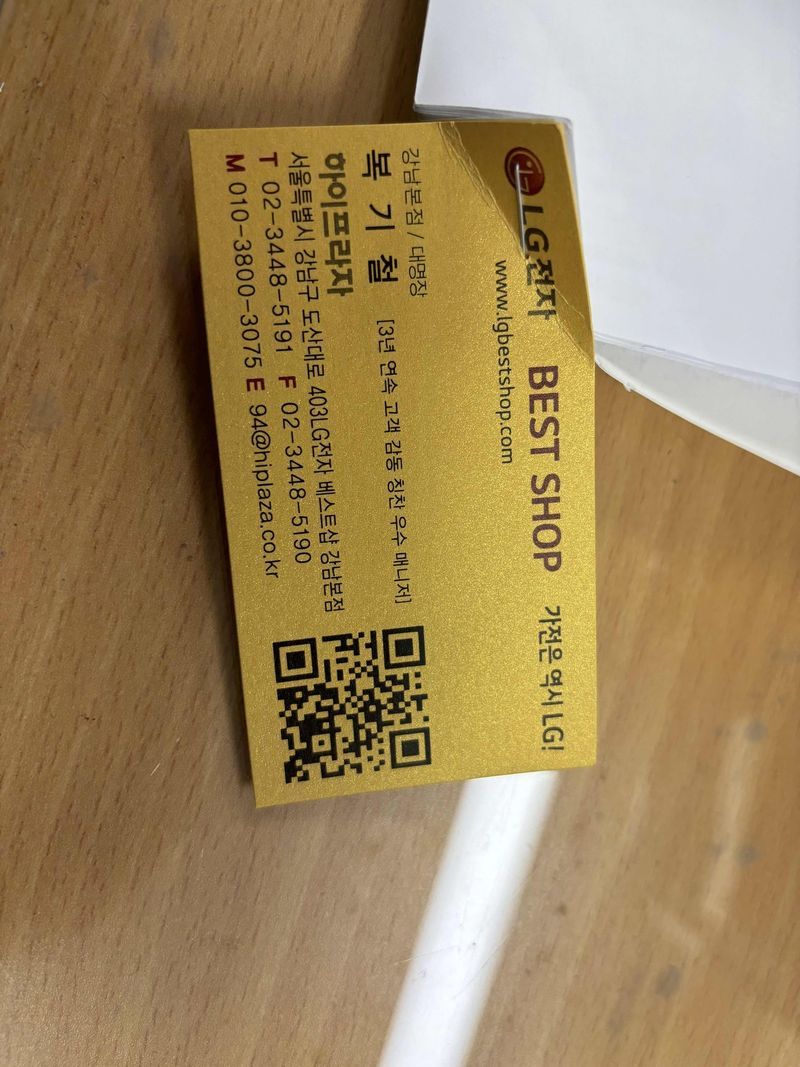 LG전자 BEST SHOP 가전은 역시 LG!
www.lgbestshop.com
강남본점 / 대명장
복 기 철 [3년 연속 고객 감동 칭찬 우수 매니저]
하이프라자
서울특별시 강남구 도산대로 403LG전자 베스트샵 강남본점
T 02-3448-5191 F 02-3448-5190
M 010-3800-3075 E 94@hiplaza.co.kr